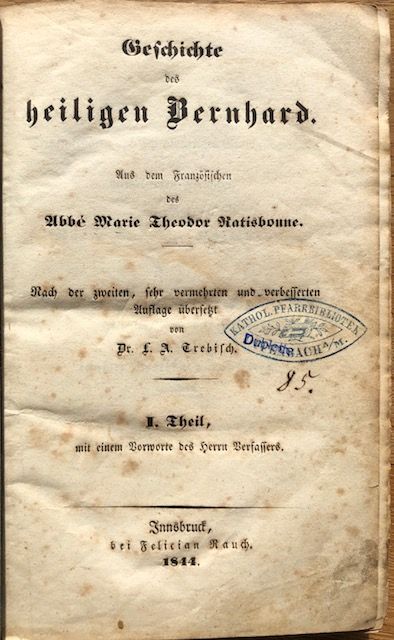 Geschichte
des
heiligen Bernhard.
Aus dem Französischen
des
Abbé Marie Theodor Ratisbonne.
Nach der zweiten, sehr vermehrten und verbesserten
Auflage übersetzt
von
Dr. L. A. Trebisch.
KATHOL. PFARRBIBLIOTEK
BACH A/M.
Dublette
85.
I. Theil,
mit einem Vorworte des Herrn Verfassers.
Innsbruck,
bei Felician Rauch.
1844.